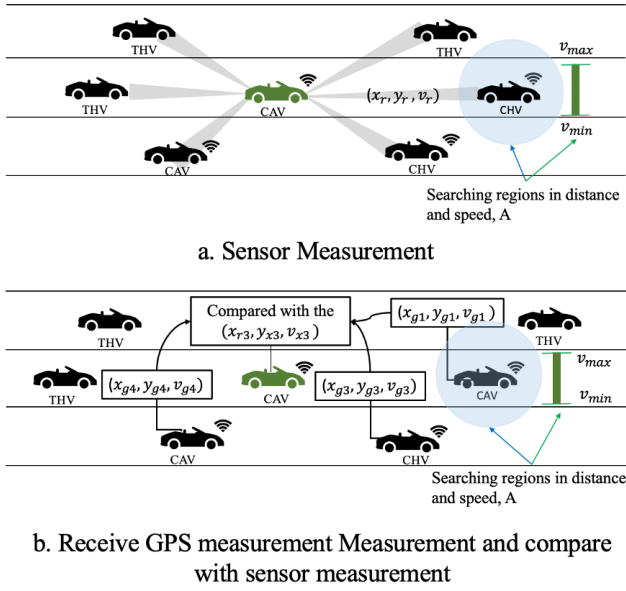 THV
THV
v_max
THV
CAV
(x_r, y_r , v_r)
CHV
v_min
CAV
CHV
Searching regions in distance
and speed, A
a. Sensor Measurement
Compared with the
(x_r3, y_x3, v_x3)
(x_g1, y_g1, v_g1)
THV
THV
v_max
THV
(x_g4, y_g4, v_g4)
CAV
(x_g3, y_g3, v_g3)
CAV
v_min
CAV
CHV
Searching regions in distance
and speed, A
b. Receive GPS measurement Measurement and compare
with sensor measurement